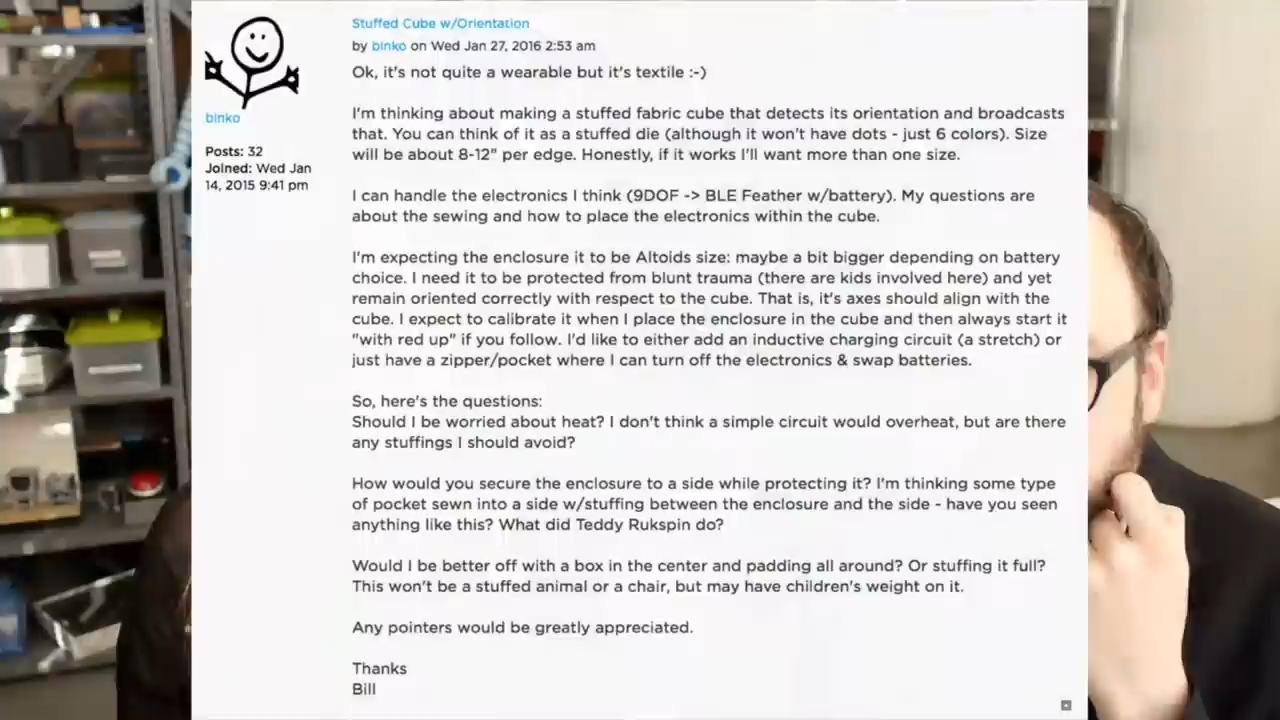 Stuffed Cube w/Orientation
by binko on Wed Jan 27, 2016 2:53 am
Ok, it's not quite a wearable but it's textile :-)
binko
Posts: 32
Joined: Wed Jan
14, 2015 9:41 pm
I'm thinking about making a stuffed fabric cube that detects its orientation and broadcasts
that. You can think of it as a stuffed die (although it won't have dots - just 6 colors). Size
will be about 8-12" per edge. Honestly, if it works I'll want more than one size.
I can handle the electronics I think (9DOF -> BLE Feather w/battery). My questions are
about the sewing and how to place the electronics within the cube.
I'm expecting the enclosure it to be Altoids size: maybe a bit bigger depending on battery
choice. I need it to be protected from blunt trauma (there are kids involved here) and yet
remain oriented correctly with respect to the cube. That is, it's axes should align with the
cube. I expect to calibrate it when I place the enclosure in the cube and then always start it
"with red up" if you follow. I'd like to either add an inductive charging circuit (a stretch) or
just have a zipper/pocket where I can turn off the electronics & swap batteries.
So, here's the questions:
Should I be worried about heat? I don't think a simple circuit would overheat, but are there
any stuffings I should avoid?
How would you secure the enclosure to a side while protecting it? I'm thinking some type
of pocket sewn into a side w/stuffing between the enclosure and the side - have you seen
anything like this? What did Teddy Rukspin do?
Would I be better off with a box in the center and padding all around? Or stuffing it full?
This won't be a stuffed animal or a chair, but may have children's weight on it.
Any pointers would be greatly appreciated.
Thanks
Bill